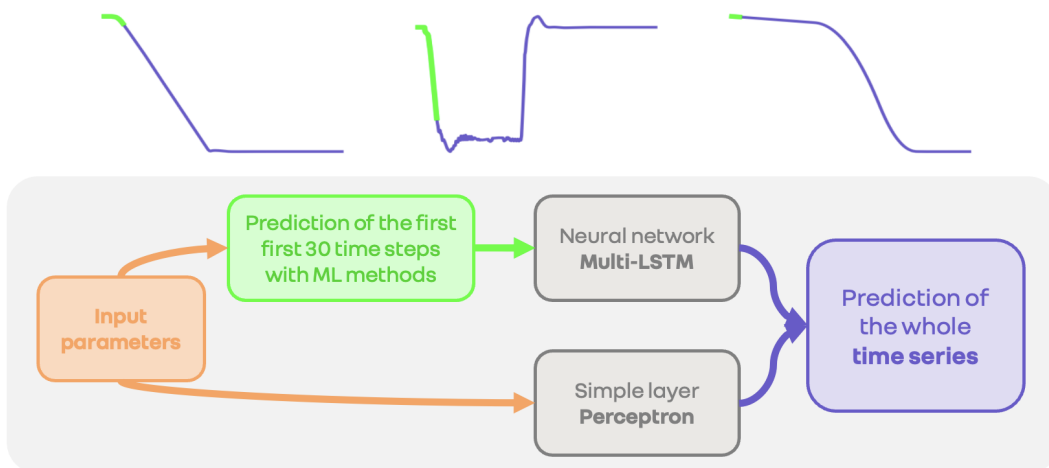 Prediction of the first
first 30 time steps
with ML methods
Neural network
Multi-LSTM
Input
parameters
Prediction of
the whole
time series
Simple layer
Perceptron